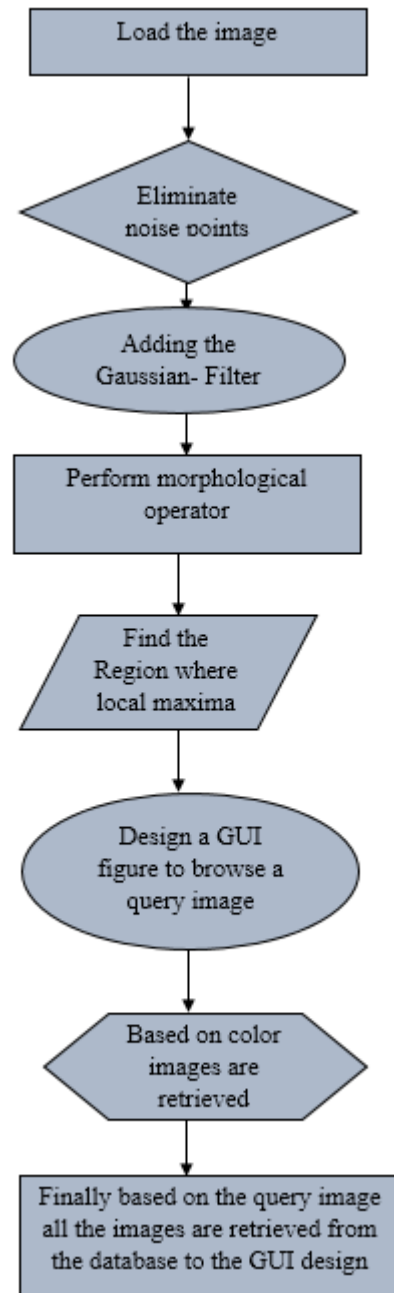 Load the image
Eliminate
noise points
Adding the
Gaussian- Filter
Perform morphological
operator
Find the
Region where
local maxima
Design a GUI
figure to browse a
query image
Based on color
images are
retrieved
Finally based on the query image
all the images are retrieved from
the database to the GUI design